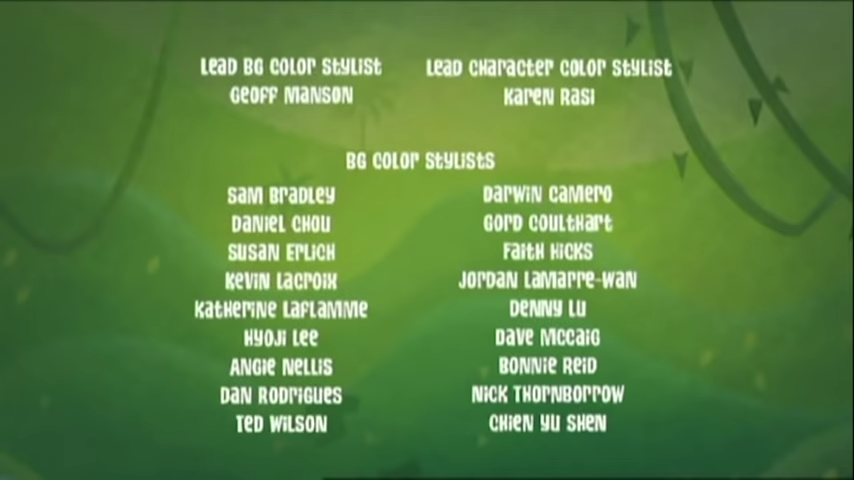 Lead BG Color Stylist
Geoff Manson
Lead Character Color Stylist
Karen Rasi
BG Color Stylists
Sam Bradley
Daniel Chou
Susan Erlich
Kevin Lacroix
Katherine Laflamme
Hyoji Lee
Angie Nellis
Dan Rodrigues
Ted Wilson
Darwin Camero
Gord Coulthart
Faith Hicks
Jordan Lamarre-Wan
Denny Lu
Dave McCaig
Bonnie Reid
Nick Thornborrow
Chien Yu Shen